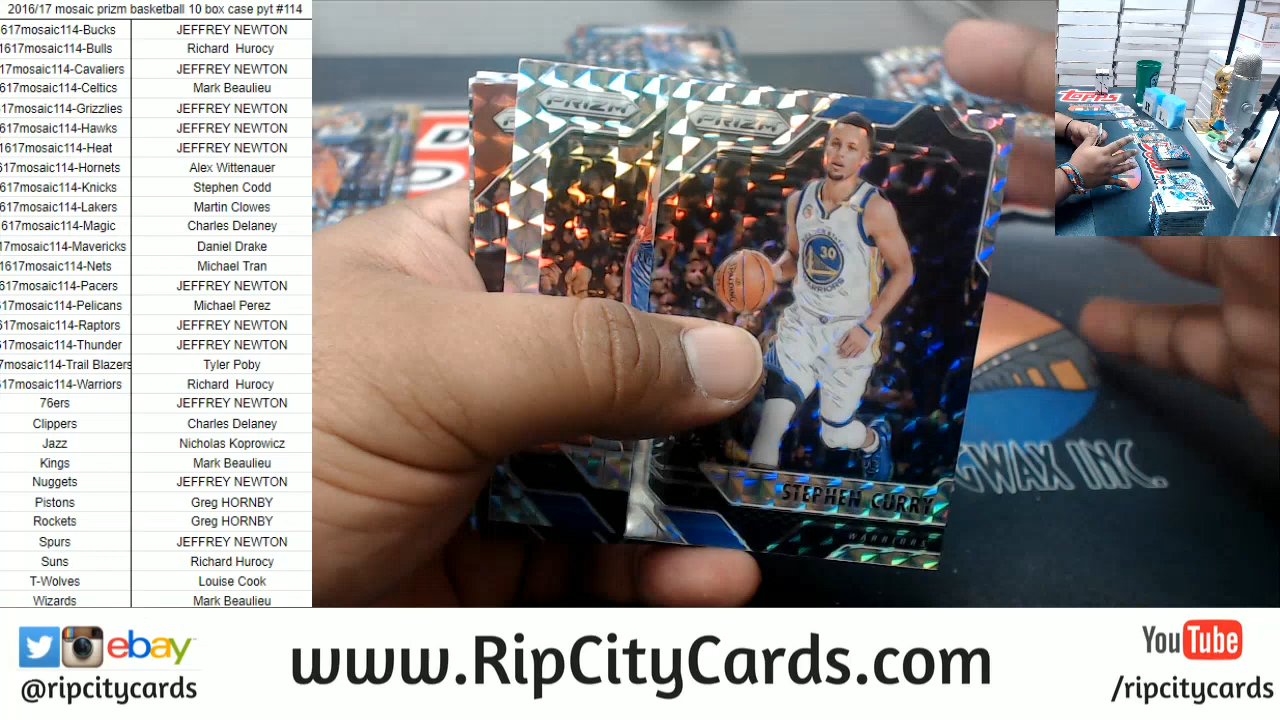 2016/17 mosaic prizm basketball 10 box case pyt #114
617mosaic114-Bucks JEFFREY NEWTON
1617mosaic114-Bulls Richard Hurocy
17mosaic114-Cavaliers JEFFREY NEWTON
617mosaic114-Celtics Mark Beaulieu
617mosaic114-Grizzlies JEFFREY NEWTON
617mosaic114-Hawks JEFFREY NEWTON
1617mosaic114-Heat JEFFREY NEWTON
617mosaic114-Hornets Alex Wittenauer
617mosaic114-Knicks Stephen Codd
617mosaic114-Lakers Martin Clowes
617mosaic114-Magic Charles Delaney
17mosaic114-Mavericks Daniel Drake
1617mosaic114-Nets Michael Tran
617mosaic114-Pacers JEFFREY NEWTON
617mosaic114-Pelicans Michael Perez
617mosaic114-Raptors JEFFREY NEWTON
617mosaic114-Thunder JEFFREY NEWTON
7mosaic114-Trail Blazers Tyler Poby
617mosaic114-Warriors Richard Hurocy
76ers JEFFREY NEWTON
Clippers Charles Delaney
Jazz Nicholas Koprowicz
Kings Mark Beaulieu
Nuggets JEFFREY NEWTON
Pistons Greg HORNBY
Rockets Greg HORNBY
Spurs JEFFREY NEWTON
Suns Richard Hurocy
T-Wolves Louise Cook
Wizards Mark Beaulieu
PRIZM
PRIZM
30
WARRIORS
STEPHEN CURRY
WARRIORS
GWAX INC.
TOPPS
ebay
@ripcitycards
www.RipCityCards.com
YouTube
/ripcitycards